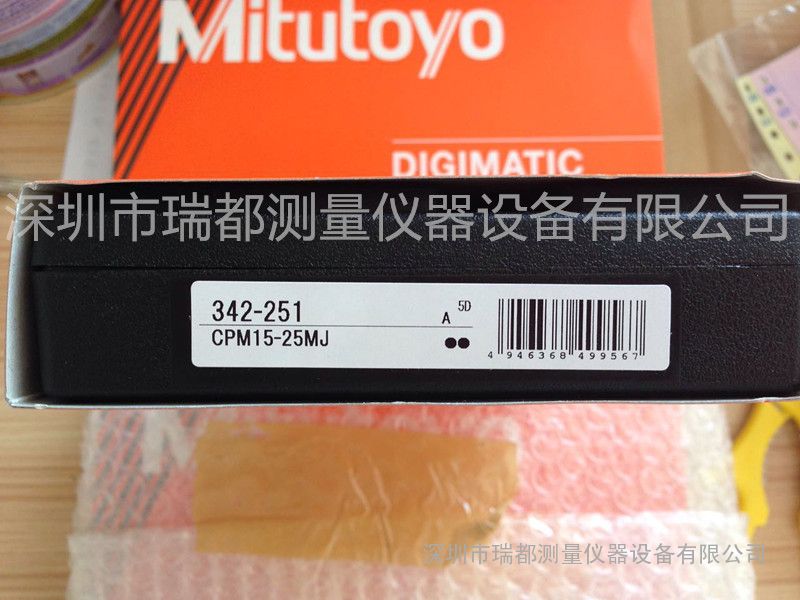 Mitutoyo
DIGIMATIC
深圳市瑞都测量仪器设备有限公司
342-251
A 5D
CPM15-25MJ
4 946368 499567
深圳市瑞都测量仪器设备有限公司